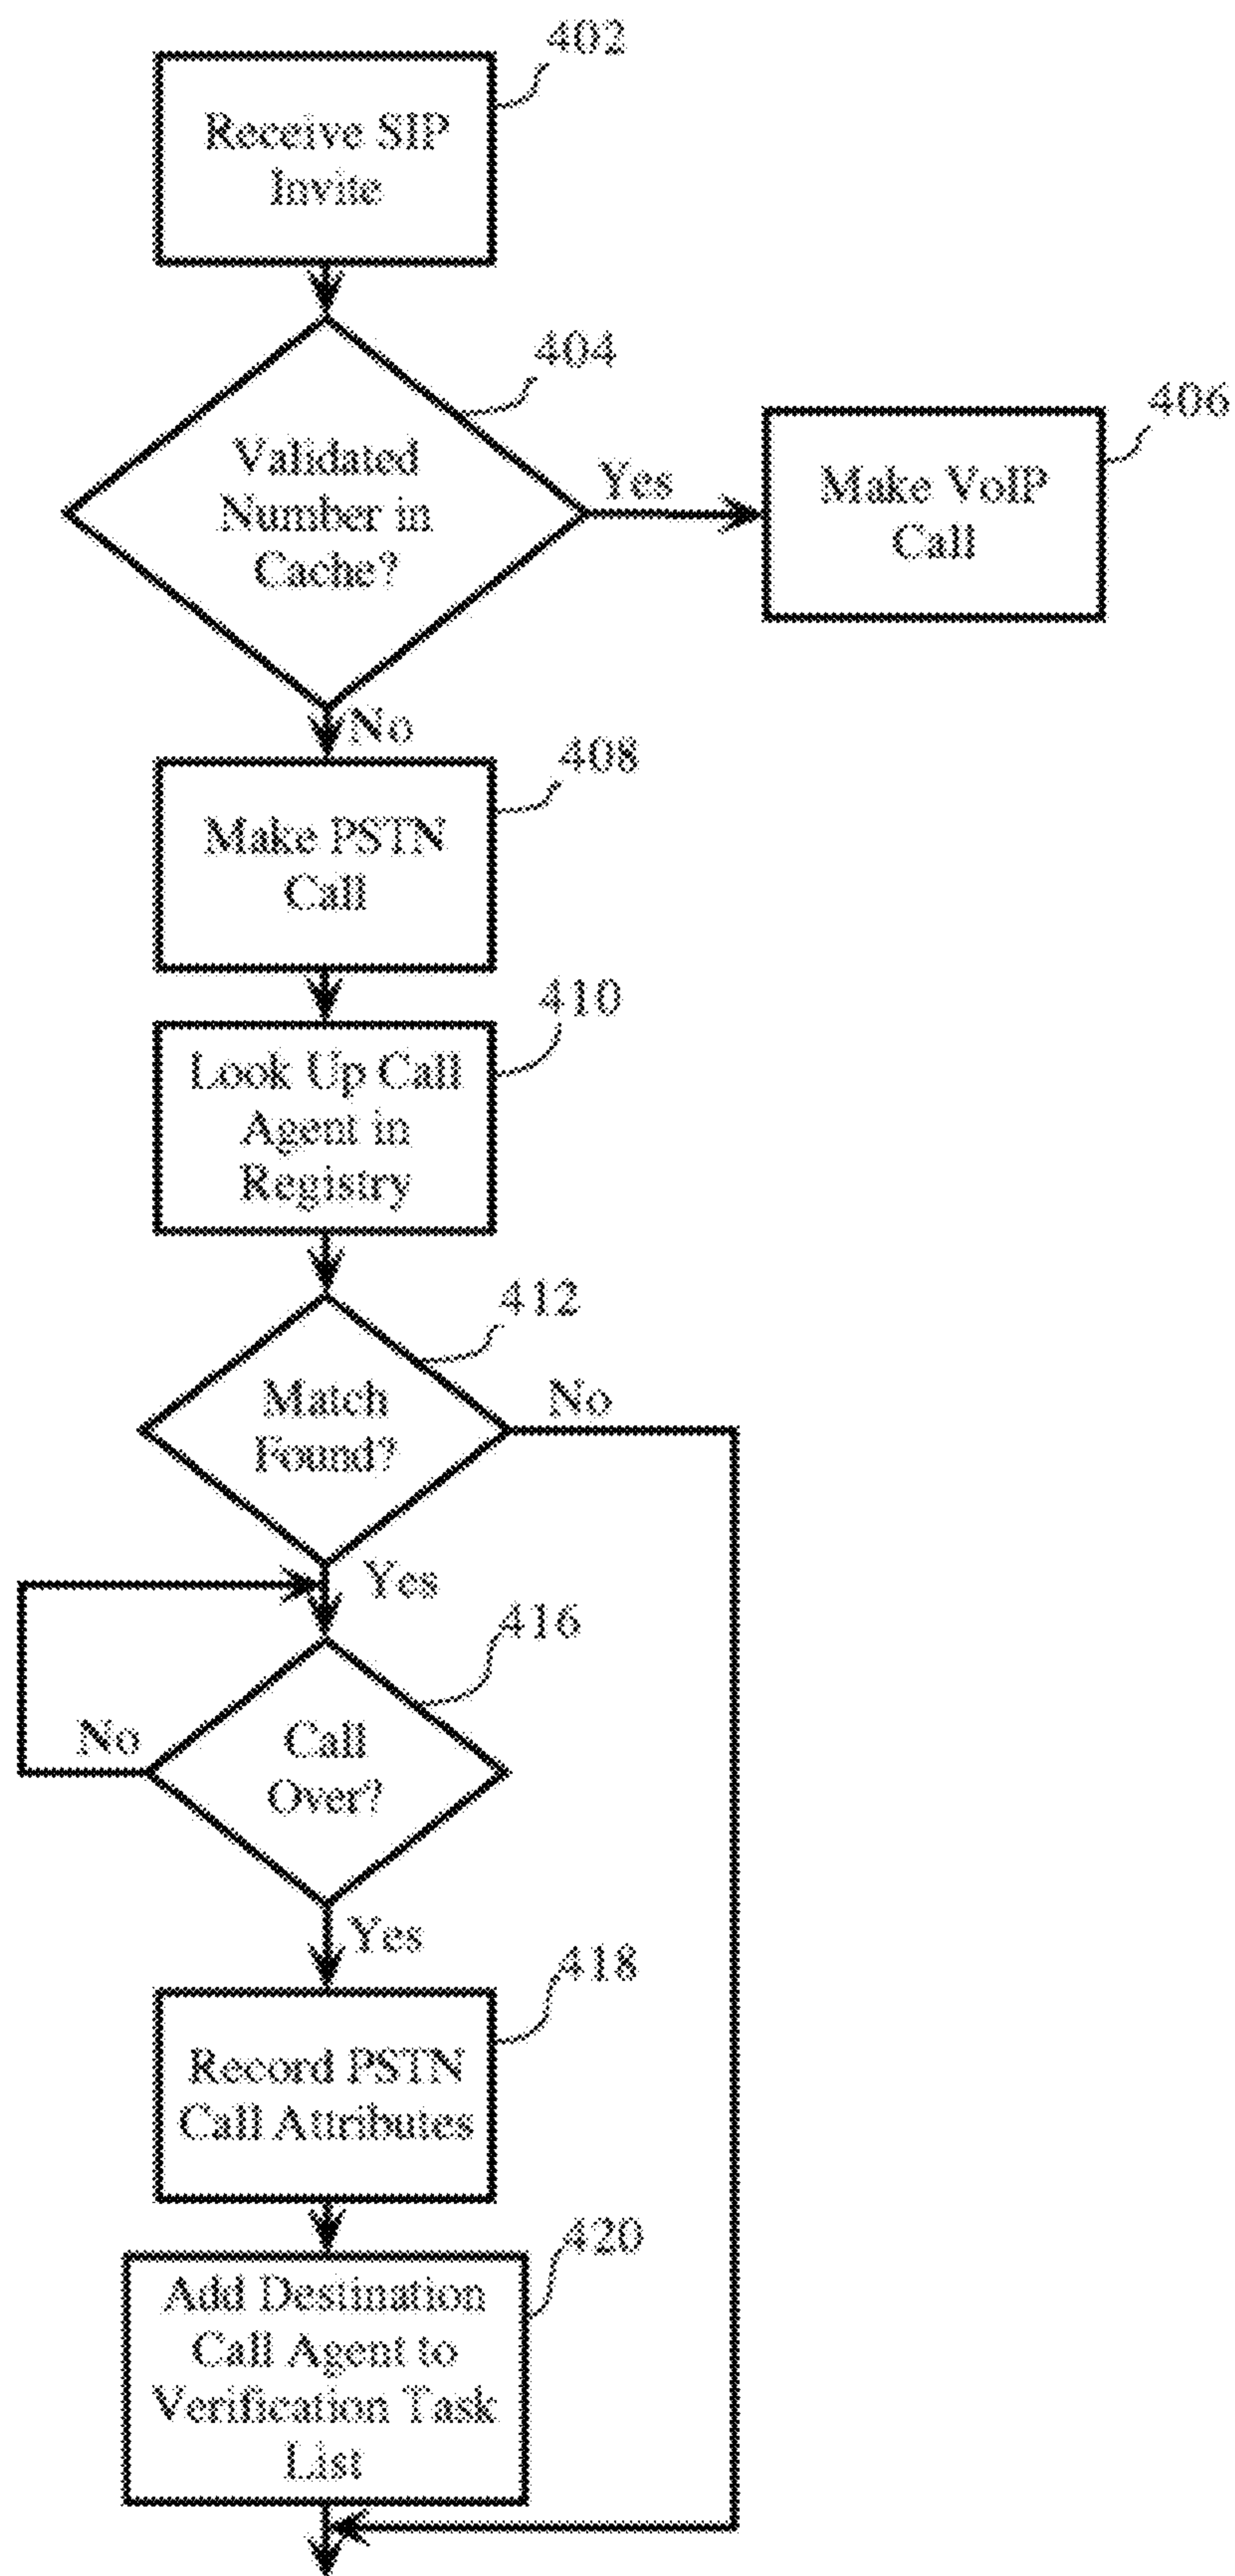 402
Receive SIP
Invite
404
Validated
Number in
Cache?
Yes
406
Make VoIP
Call
No
408
Make PSTN
Call
410
Look Up Call
Agent in
Registry
412
Match
Found?
No
Yes
416
Call
Over?
No
Yes
418
Record PSTN
Call Attributes
420
Add Destination
Call Agent to
Verification Task
List